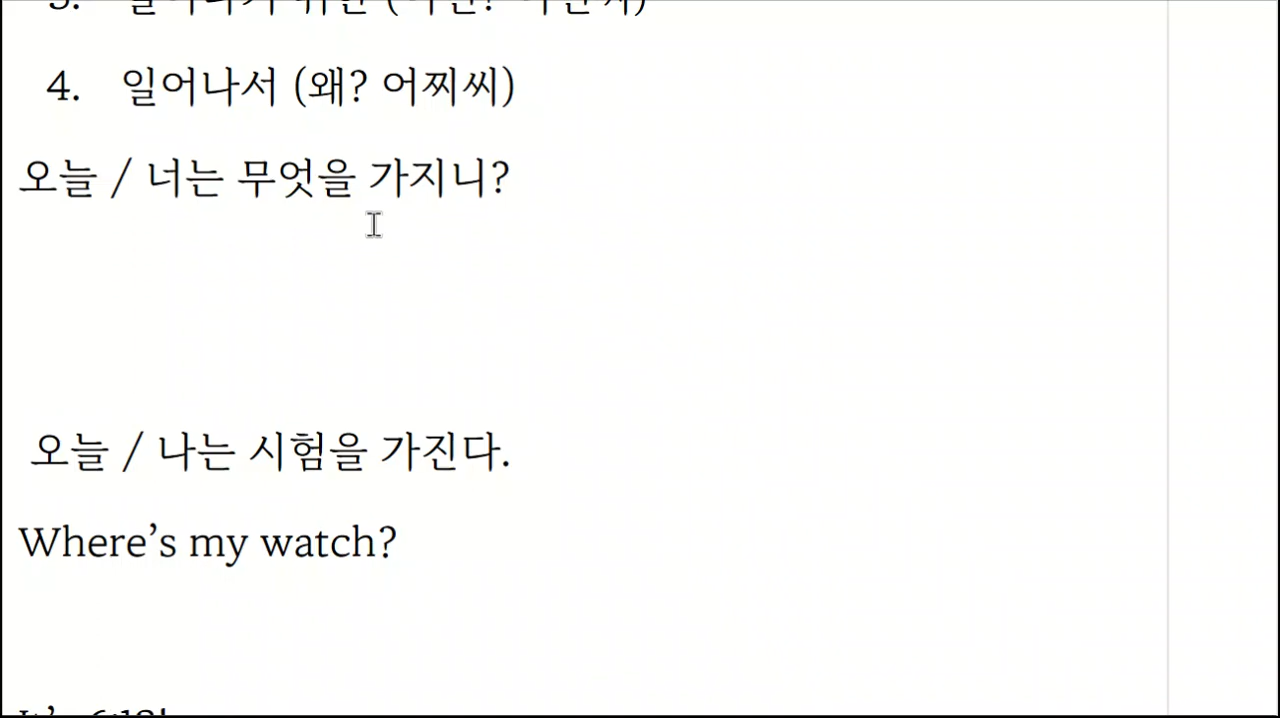 4. 일어나서 (왜? 어찌씨)
오늘 / 너는 무엇을 가지니?
오늘 / 나는 시험을 가진다.
Where’s my watch?